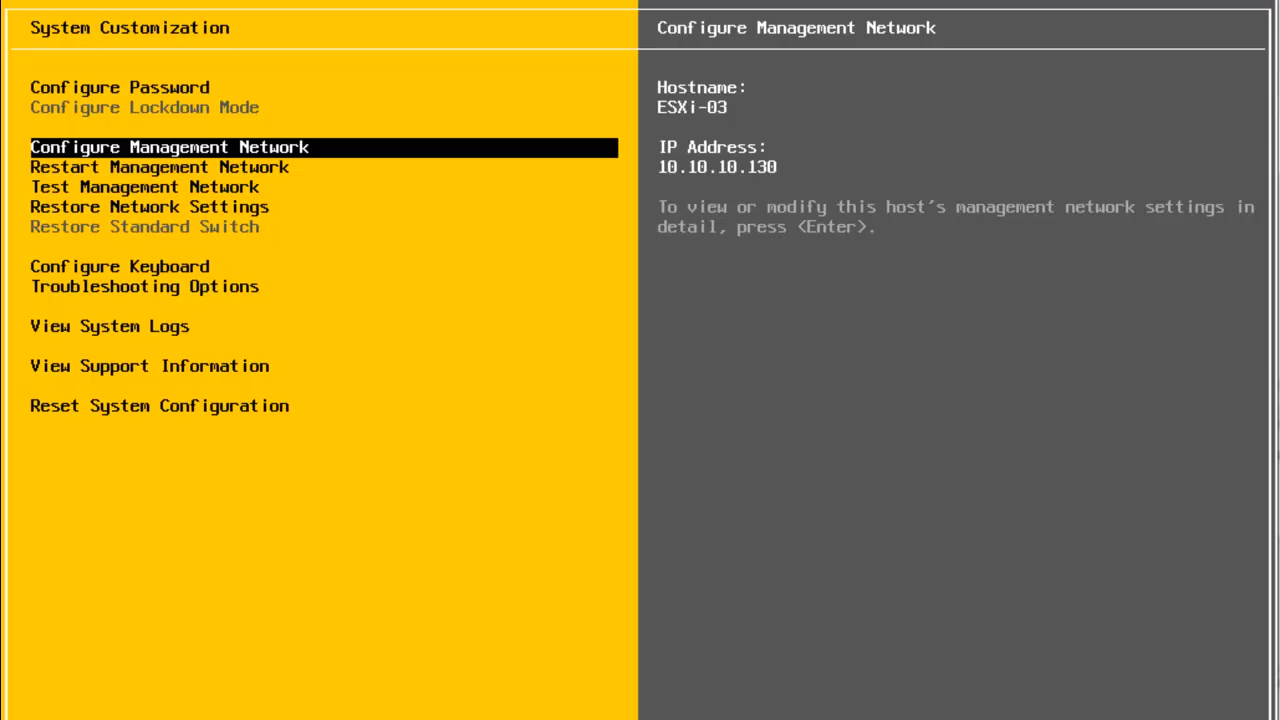 System Customization
Configure Password
Configure Lockdown Mode
Configure Management Network
Restart Management Network
Test Management Network
Restore Network Settings
Restore Standard Switch
Configure Keyboard
Troubleshooting Options
View System Logs
View Support Information
Reset System Configuration
Configure Management Network
Hostname:
ESXi-03
IP Address:
10.10.10.130
To view or modify this host's management network settings in
detail, press <Enter>.